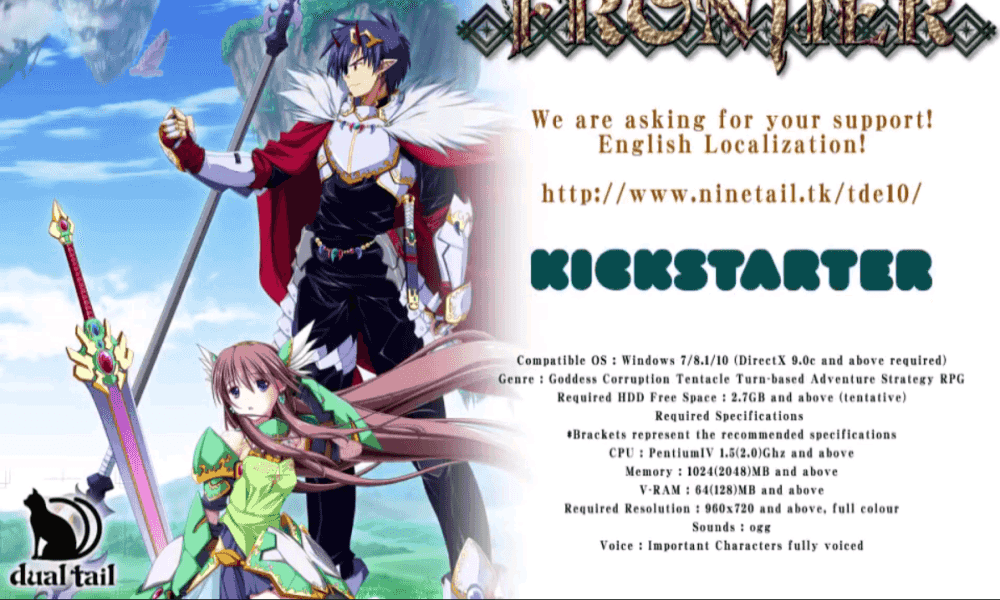 FRONTIER
We are asking for your support!
English Localization!
http://www.ninetail.tk/tde10/
KICKSTARTER
Compatible OS : Windows 7/8.1/10 (DirectX 9.0c and above required)
Genre : Goddess Corruption Tentacle Turn-based Adventure Strategy RPG
Required HDD Free Space : 2.7GB and above (tentative)
Required Specifications
*Brackets represent the recommended specifications
CPU : PentiumIV 1.5(2.0)Ghz and above
Memory : 1024(2048)MB and above
V-RAM : 64(128)MB and above
Required Resolution : 960x720 and above, full colour
Sounds : ogg
Voice : Important Characters fully voiced
dualtail